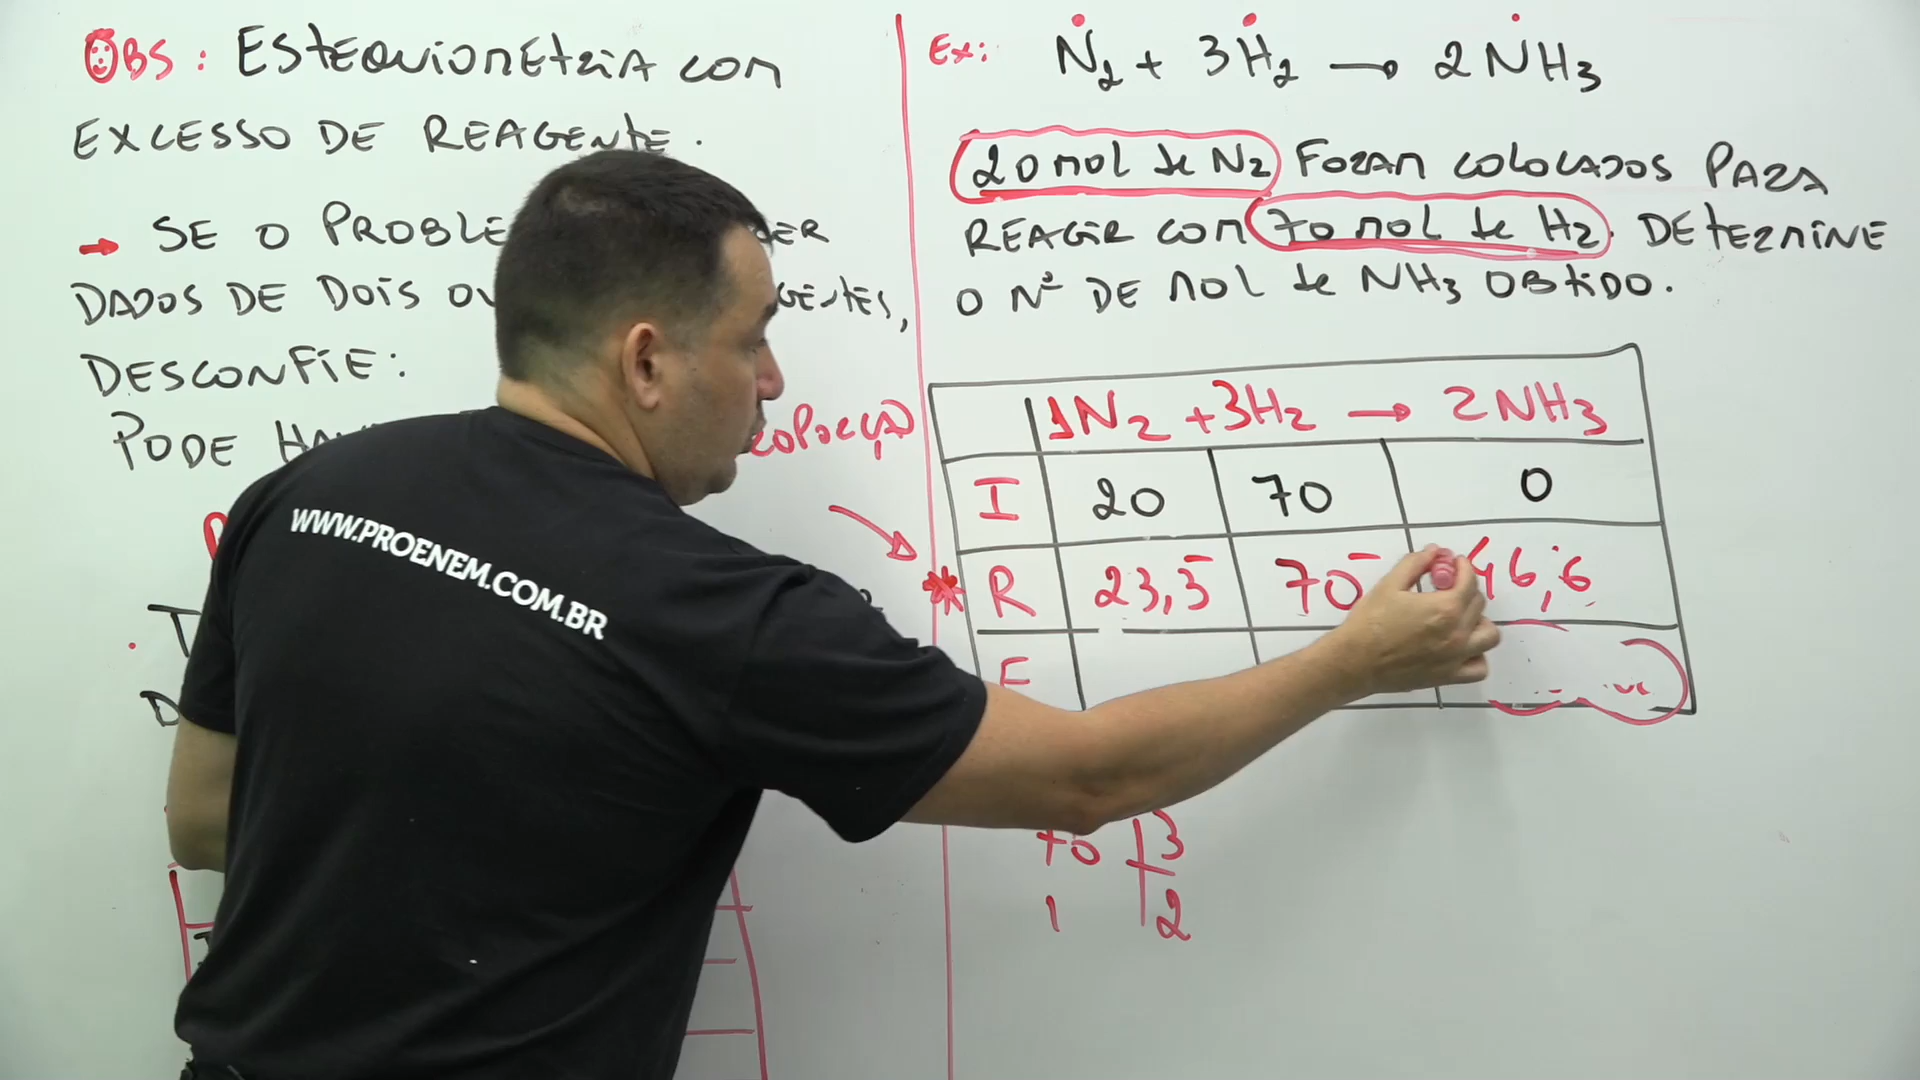 OBS: ESTEQUIOMETRIA COM
EXCESSO DE REAGENTE.
→ SE O PROBLE DER
DADOS DE DOIS OU GENTES,
DESCONFIE:
PODE HA ROPORÇÃO
WWW.PROENEM.COM.BR
Ex: N2 + 3H2 → 2NH3
20 mol de N2 FORAM COLOCADOS PARA
REAGIR COM 70 mol de H2. DETERMINE
O Nº DE MOL de NH3 OBTIDO.
1N2 + 3H2 → 2NH3
I 20 70 0
* R 23,3 70 46,6
F
70 3
1 2